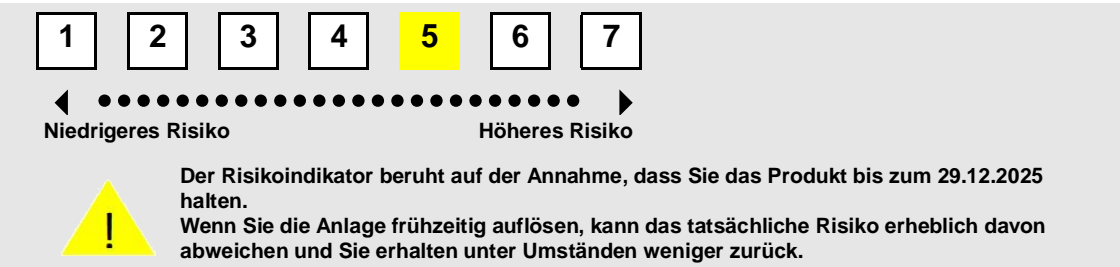 1 2 3 4 5 6 7
Niedrigeres Risiko Höheres Risiko
Der Risikoindikator beruht auf der Annahme, dass Sie das Produkt bis zum 29.12.2025
halten.
Wenn Sie die Anlage frühzeitig auflösen, kann das tatsächliche Risiko erheblich davon
abweichen und Sie erhalten unter Umständen weniger zurück.
!